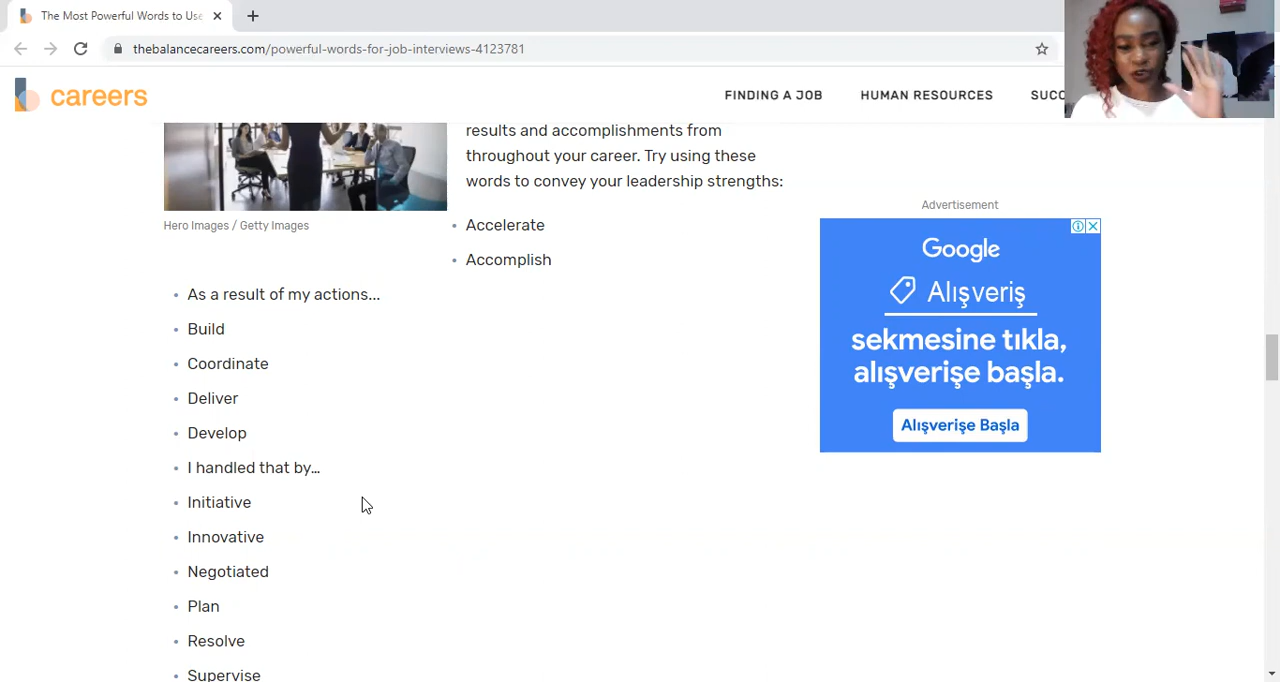 The Most Powerful Words to Use
thebalancecareers.com/powerful-words-for-job-interviews-4123781
careers
FINDING A JOB
HUMAN RESOURCES
SUCC
results and accomplishments from
throughout your career. Try using these
words to convey your leadership strengths:
Hero Images / Getty Images
• Accelerate
• Accomplish
• As a result of my actions...
• Build
• Coordinate
• Deliver
• Develop
• I handled that by...
• Initiative
• Innovative
• Negotiated
• Plan
• Resolve
• Supervise
Advertisement
Google
Alışveriş
sekmesine tıkla,
alışverişe başla.
Alışverişe Başla